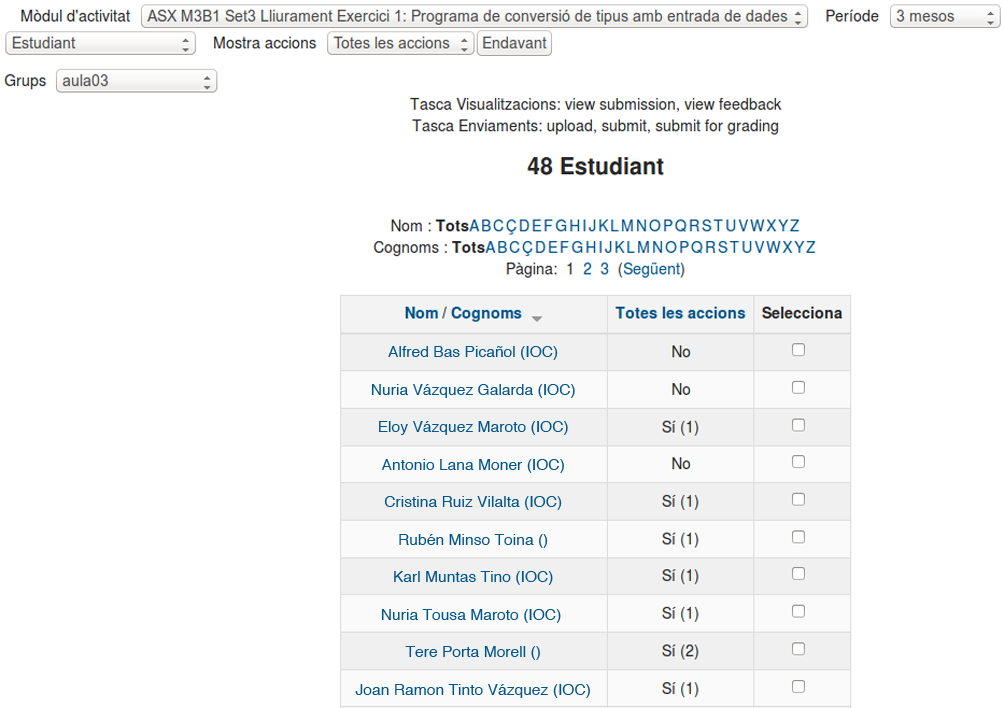 Mòdul d'activitat ASX M3B1 Set3 Lliurament Exercici 1: Programa de conversió de tipus amb entrada de dades Període 3 mesos
Estudiant Mostra accions Totes les accions Endavant
Grups aula03
Tasca Visualitzacions: view submission, view feedback
Tasca Enviaments: upload, submit, submit for grading
48 Estudiant
Nom : Tots A B C Ç D E F G H I J K L M N O P Q R S T U V W X Y Z
Cognoms : Tots A B C Ç D E F G H I J K L M N O P Q R S T U V W X Y Z
Pàgina: 1 2 3 (Següent)
Nom / Cognoms Totes les accions Selecciona
Alfred Bas Picañol (IOC) No
Nuria Vázquez Galarda (IOC) No
Eloy Vázquez Maroto (IOC) Sí (1)
Antonio Lana Moner (IOC) No
Cristina Ruiz Vilalta (IOC) Sí (1)
Rubén Minso Toina () Sí (1)
Karl Muntas Tino (IOC) Sí (1)
Nuria Tousa Maroto (IOC) Sí (1)
Tere Porta Morell () Sí (2)
Joan Ramon Tinto Vázquez (IOC) Sí (1)